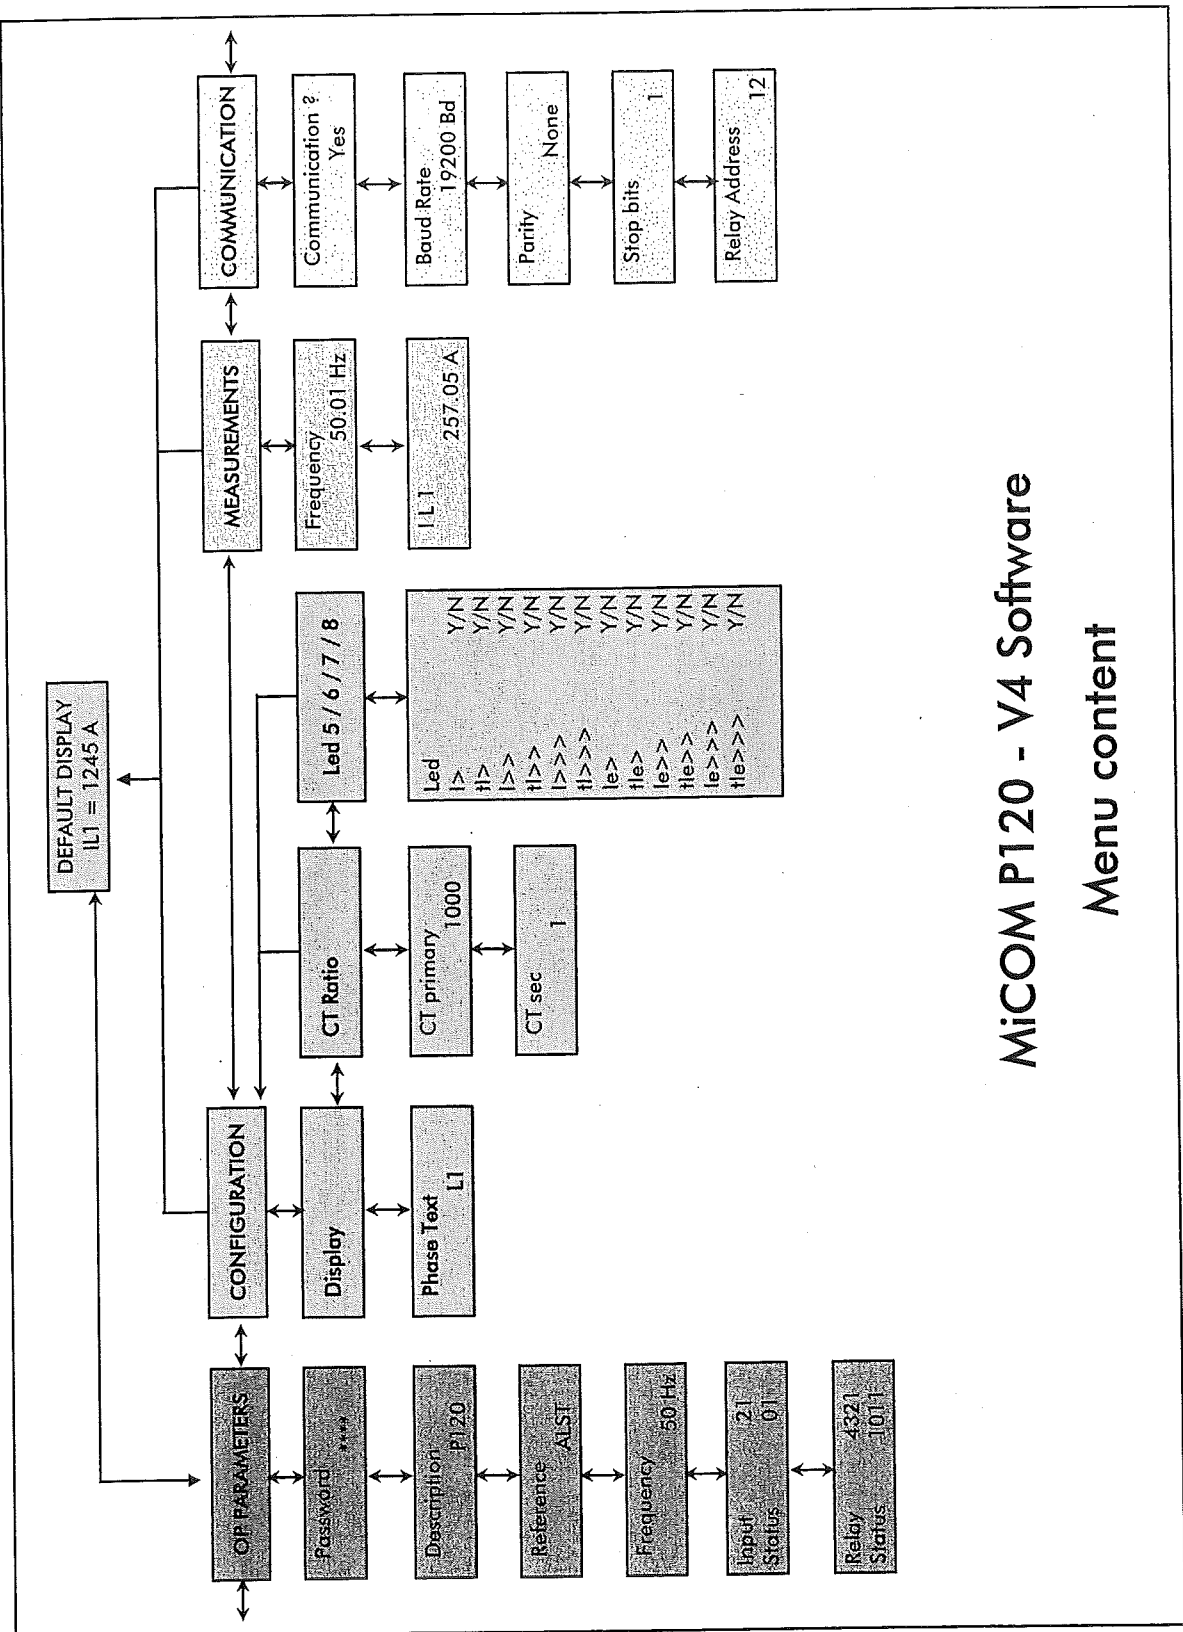 DEFAULT DISPLAY
IL1 = 1245 A
OP PARAMETERS
Password
****
Description
P120
Reference
ALST
Frequency
50 Hz
Input 21
Status 01
Relay 4321
Status 1011
CONFIGURATION
Display
Phase Text
L1
CT Ratio
CT primary
1000
CT sec
1
Led 5 / 6 / 7 / 8
Led
I> Y/N
tI> Y/N
I>> Y/N
tI>> Y/N
I>>> Y/N
tI>>> Y/N
Ie> Y/N
tIe> Y/N
Ie>> Y/N
tIe>> Y/N
Ie>>> Y/N
tIe>>> Y/N
MEASUREMENTS
Frequency
50.01 Hz
I L1
257.05 A
COMMUNICATION
Communication ?
Yes
Baud Rate
19200 Bd
Parity
None
Stop bits
1
Relay Address
12
MiCOM P120 - V4 Software
Menu content